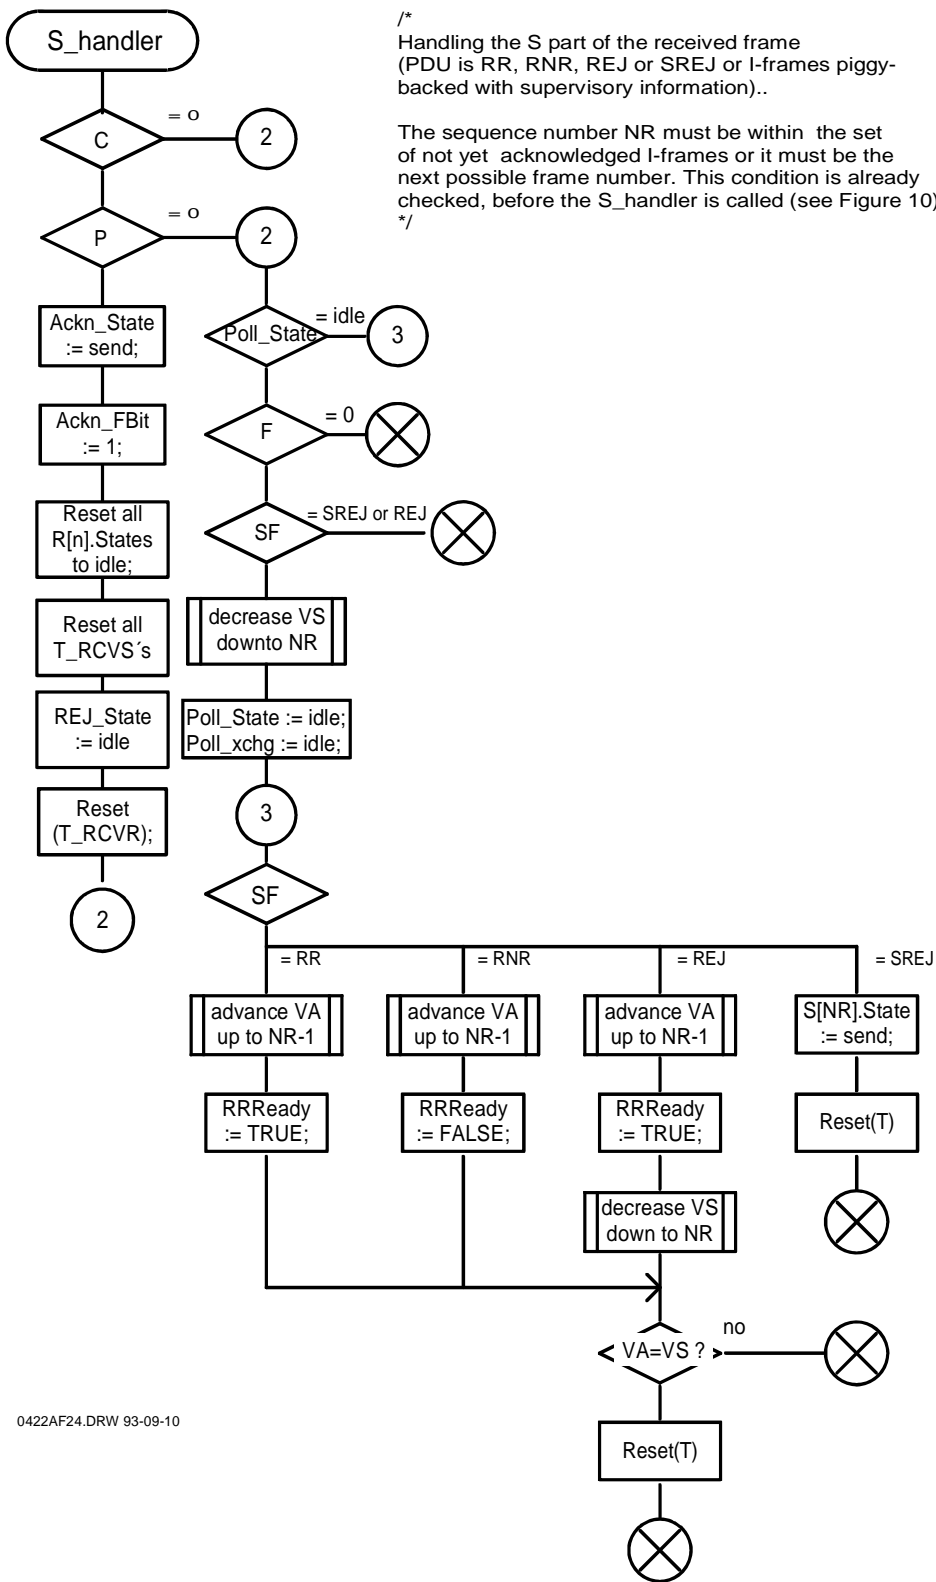 S_handler
/*
Handling the S part of the received frame
(PDU is RR, RNR, REJ or SREJ or I-frames piggy-
backed with supervisory information)..
The sequence number NR must be within the set
of not yet acknowledged I-frames or it must be the
next possible frame number. This condition is already
checked, before the S_handler is called (see Figure 10)
*/
C
= 0
2
P
= 0
2
Ackn_State
:= send;
Ackn_FBit
:= 1;
Reset all
R[n].States
to idle;
Reset all
T_RCVS´s
REJ_State
:= idle
Reset
(T_RCVR);
2
Poll_State
= idle
3
F
= 0
SF
= SREJ or REJ
decrease VS
downto NR
Poll_State := idle;
Poll_xchg := idle;
3
SF
= RR
= RNR
= REJ
= SREJ
advance VA
up to NR-1
RRReady
:= TRUE;
advance VA
up to NR-1
RRReady
:= FALSE;
advance VA
up to NR-1
RRReady
:= TRUE;
decrease VS
down to NR
S[NR].State
:= send;
Reset(T)
VA=VS ?
no
Reset(T)
0422AF24.DRW 93-09-10